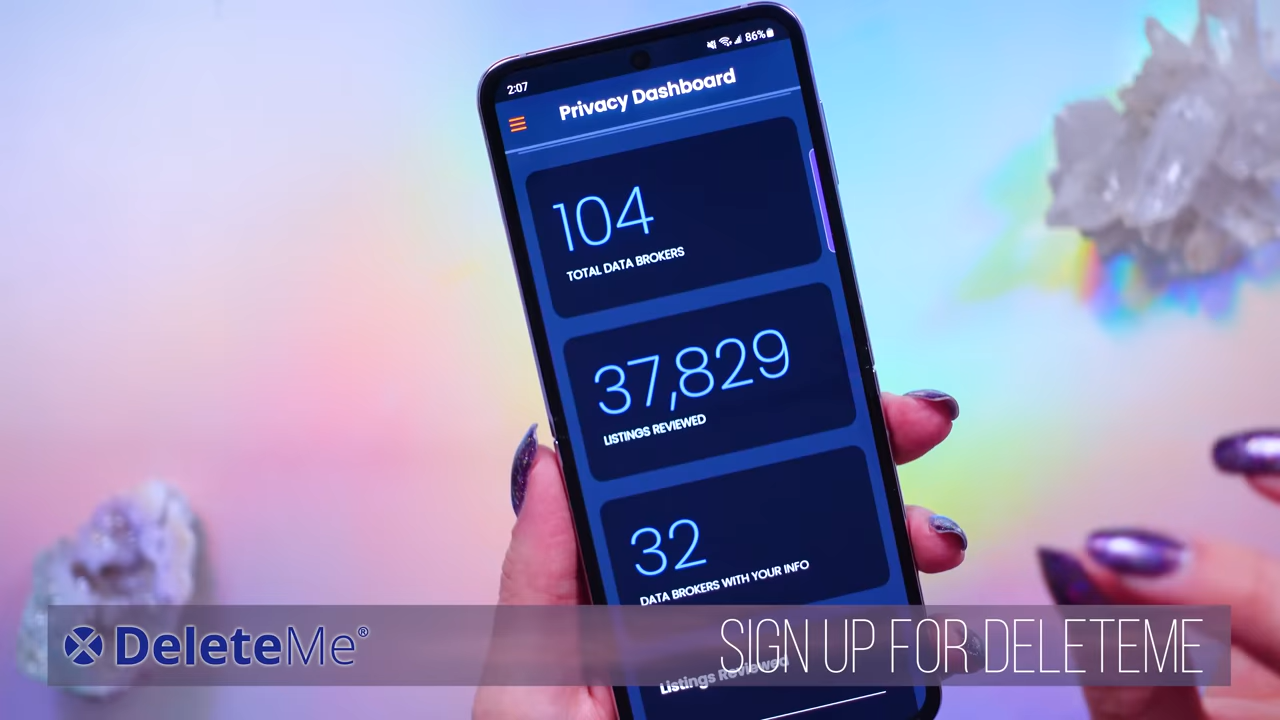 2:07
86%
Privacy Dashboard
104
TOTAL DATA BROKERS
37,829
LISTINGS REVIEWED
32
DATA BROKERS WITH YOUR INFO
DeleteMe®
SIGN UP FOR DELETEME
Listings Reviewed